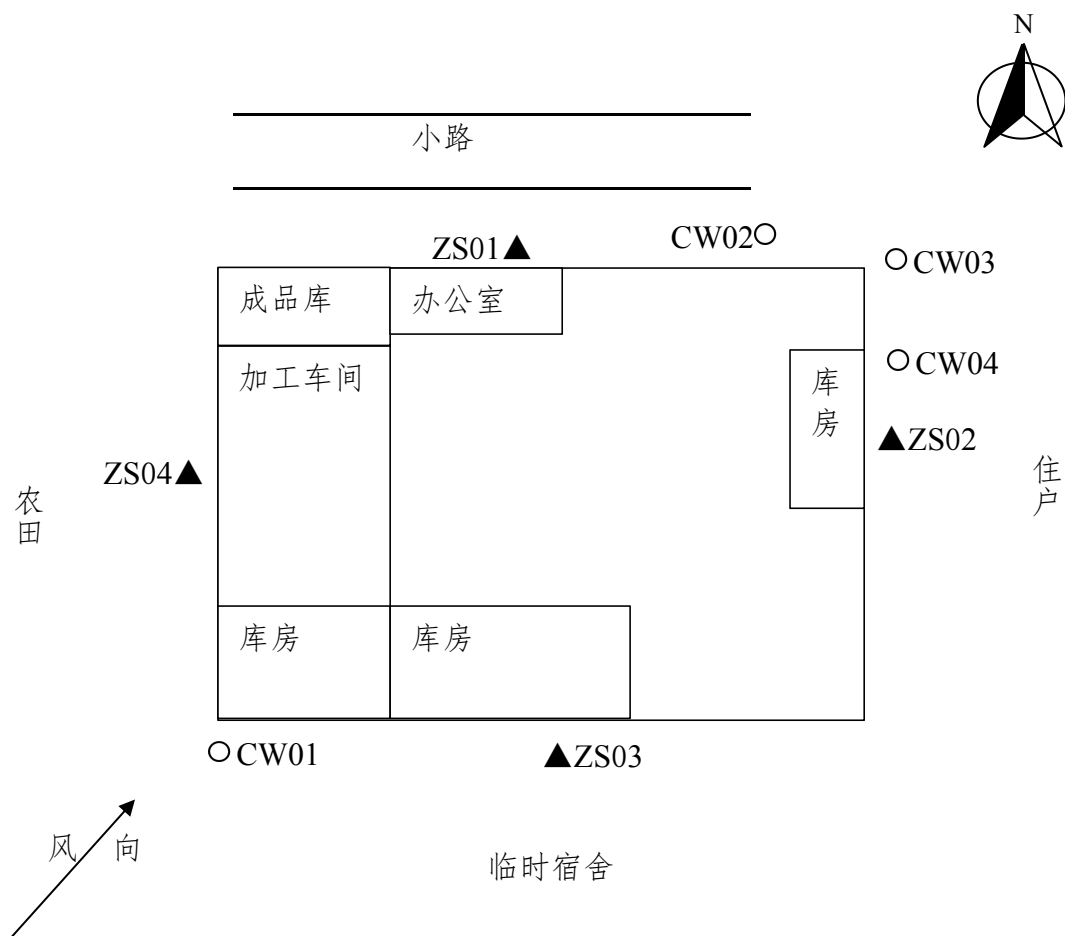 N
小路
ZS01
CW02
CW03
成品库
办公室
加工车间
CW04
库
房
ZS02
ZS04
农
田
住
户
库房
库房
CW01
ZS03
风 向
临时宿舍